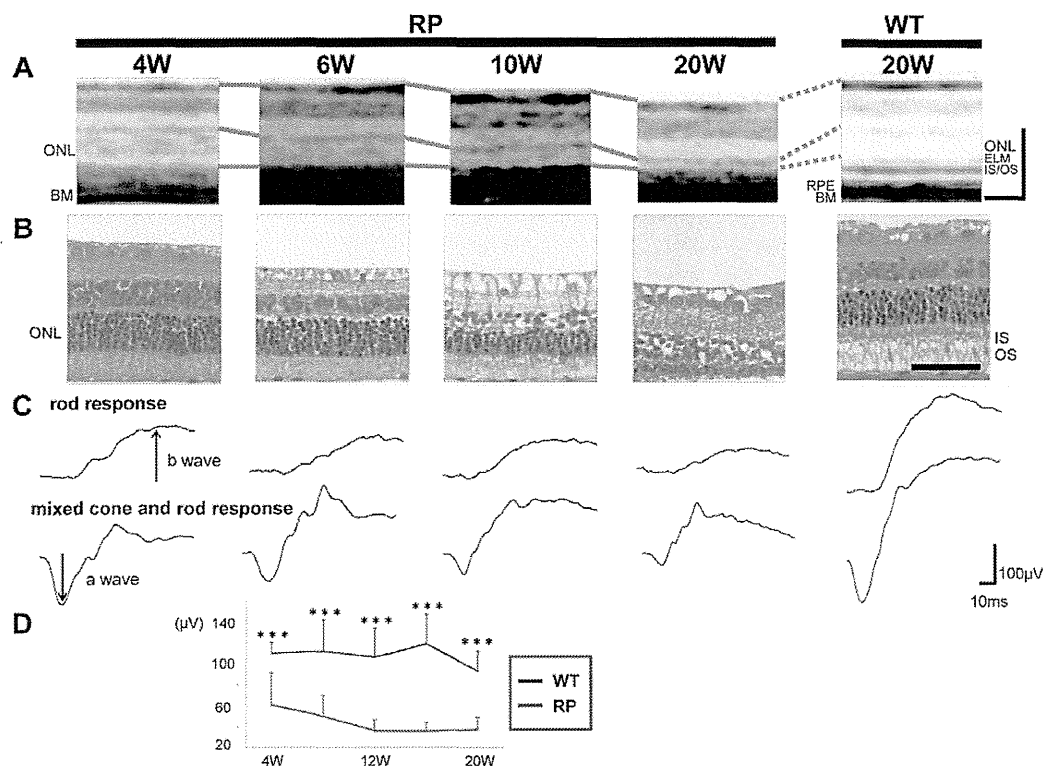 RP WT
A 4W 6W 10W 20W 20W
ONL
BM
ONL
ELM
IS/OS
RPE
BM
B
ONL
IS
OS
C rod response
b wave
mixed cone and rod response
a wave
100μV
10ms
D
(μV) 140
100
60
20
*** *** *** *** ***
4W 12W 20W
WT
RP